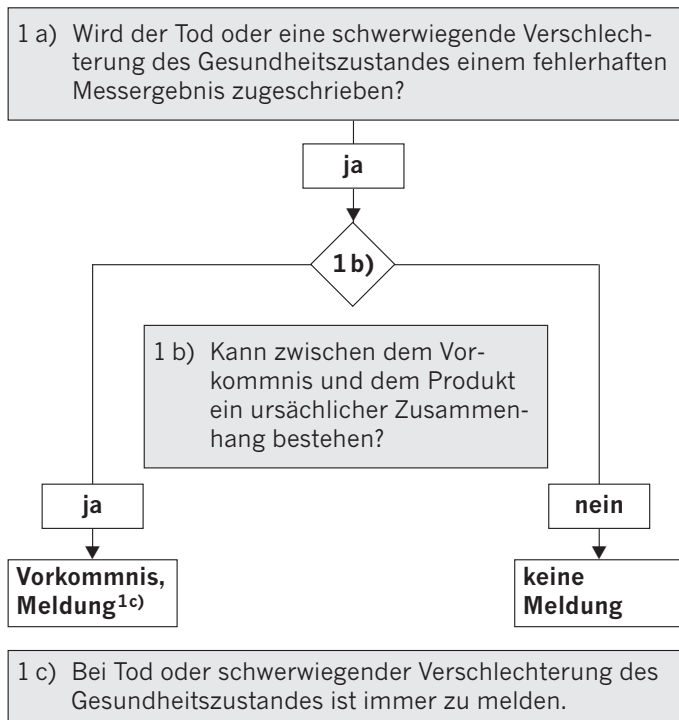 1 a) Wird der Tod oder eine schwerwiegende Verschlech-
terung des Gesundheitszustandes einem fehlerhaften
Messergebnis zugeschrieben?
ja
1 b)
1 b) Kann zwischen dem Vor-
kommnis und dem Produkt
ein ursächlicher Zusammen-
hang bestehen?
ja
nein
Vorkommnis,
Meldung1c)
keine
Meldung
1 c) Bei Tod oder schwerwiegender Verschlechterung des
Gesundheitszustandes ist immer zu melden.